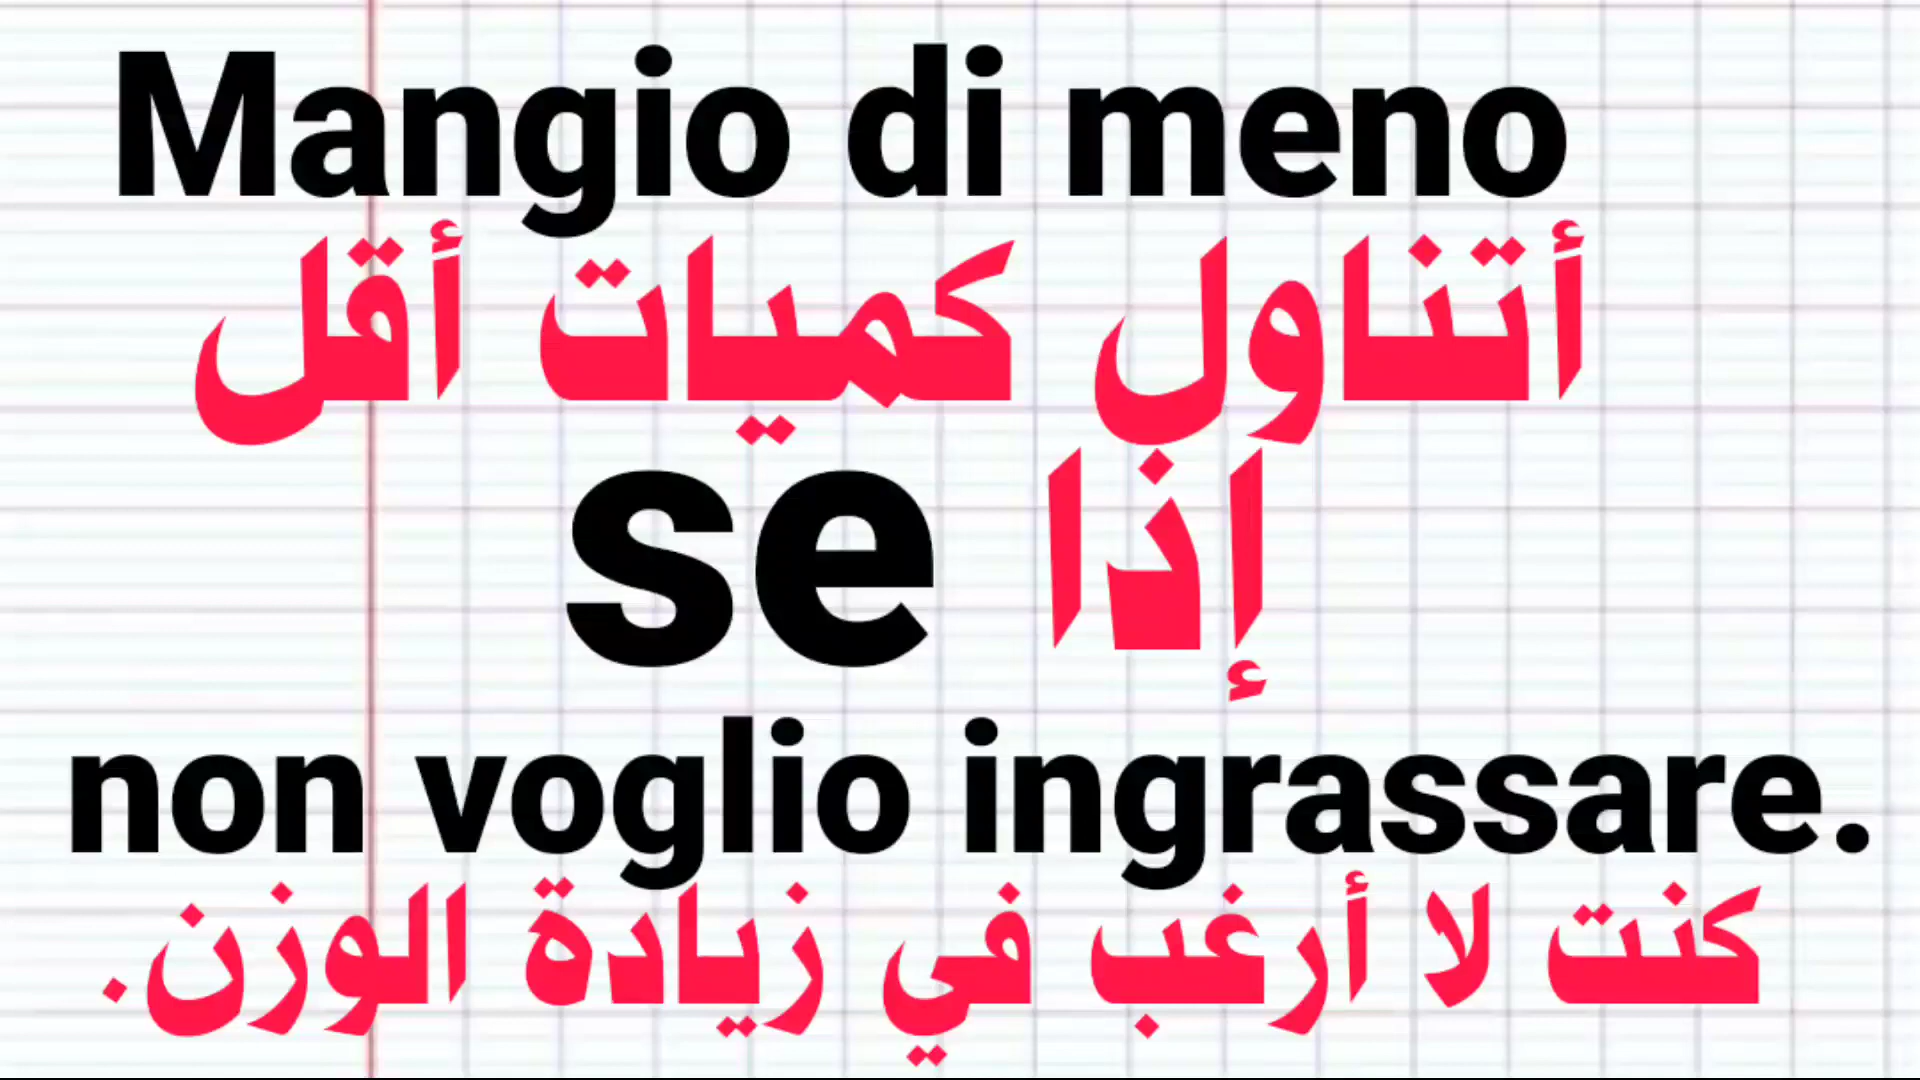 Mangio di meno
أتناول كميات أقل
se إذا
non voglio ingrassare.
كنت لا أرغب في زيادة الوزن.